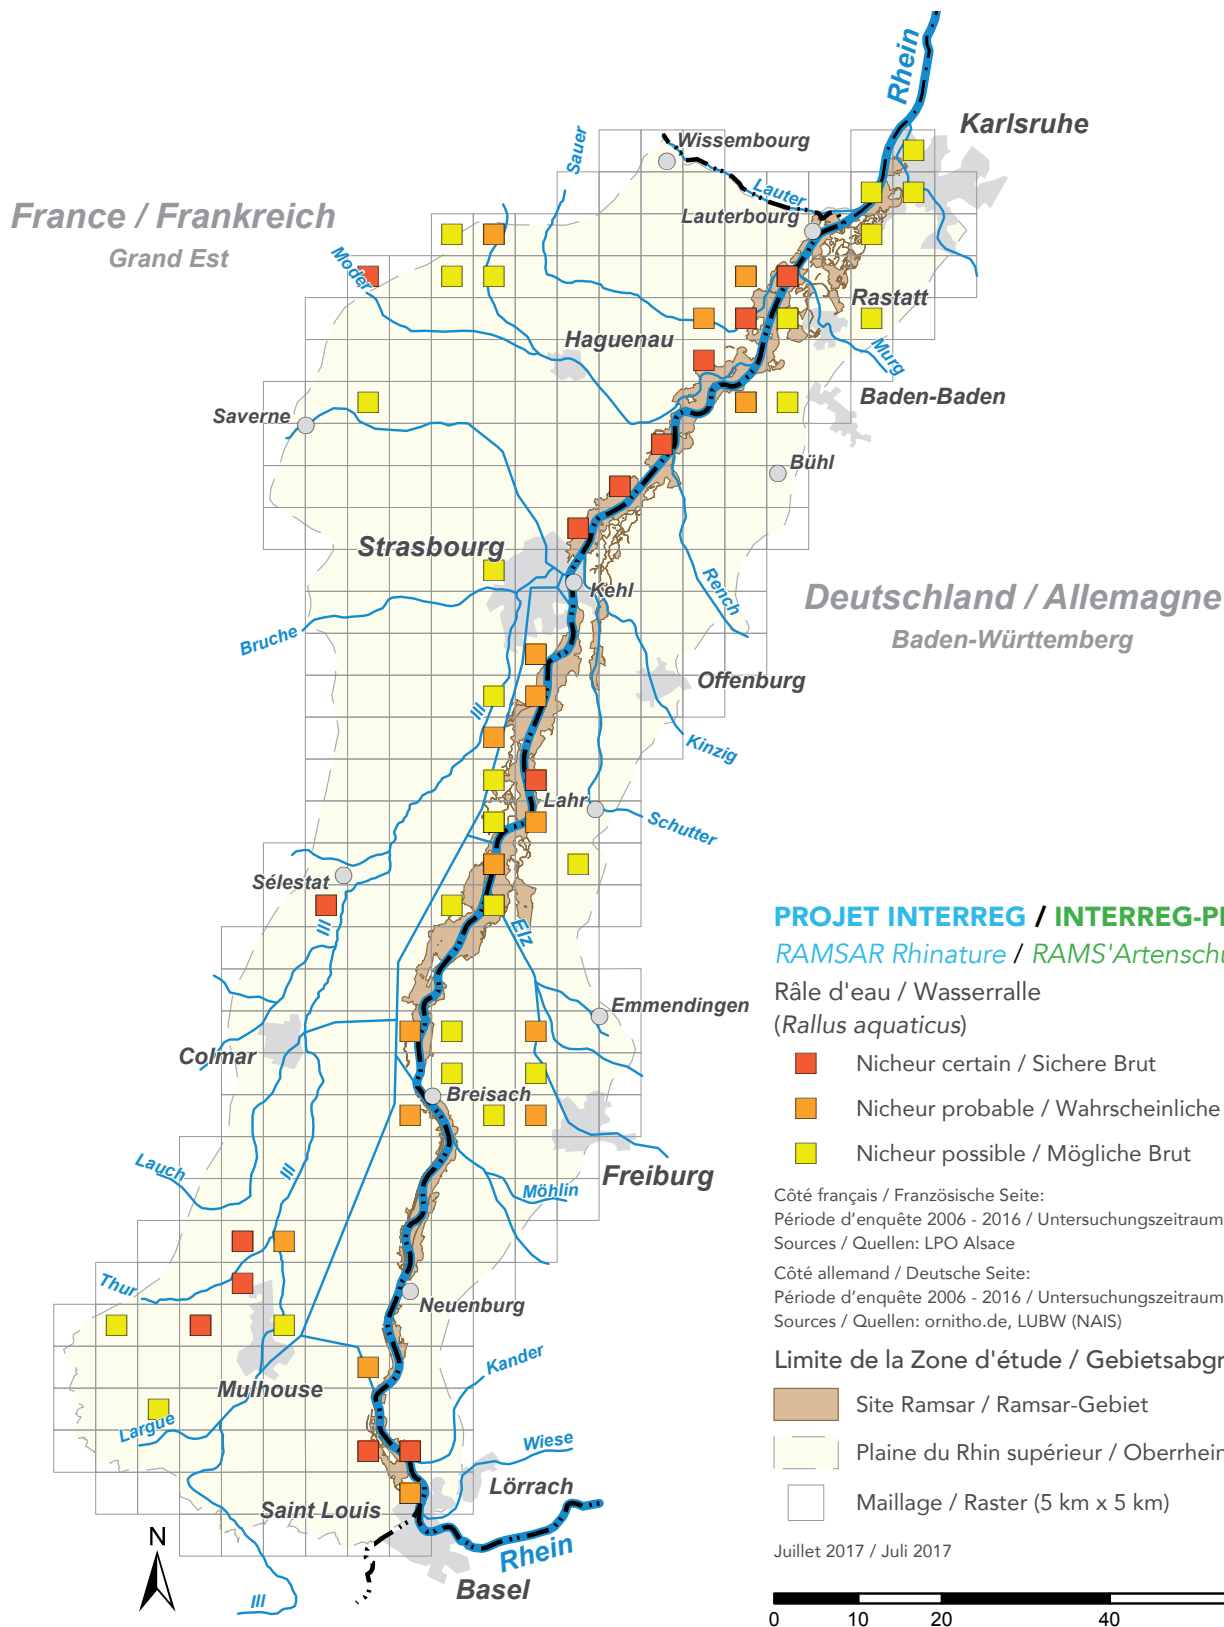 Rhein
Karlsruhe
Wissembourg
Sauer
Lauter
Lauterbourg
France / Frankreich
Grand Est
Moder
Rastatt
Haguenau
Murg
Baden-Baden
Saverne
Bühl
Strasbourg
Kehl
Rench
Deutschland / Allemagne
Baden-Württemberg
Bruche
Offenburg
Ill
Kinzig
Lahr
Schutter
Sélestat
Ill
Elz
Emmendingen
Colmar
Breisach
Freiburg
Lauch
Ill
Möhlin
Thur
Neuenburg
Kander
Mulhouse
Largue
Wiese
Lörrach
Saint Louis
Rhein
Basel
Ill
N
PROJET INTERREG / INTERREG-P
RAMSAR Rhinature / RAMS'Artensch
Râle d'eau / Wasserralle
(Rallus aquaticus)
Nicheur certain / Sichere Brut
Nicheur probable / Wahrscheinliche
Nicheur possible / Mögliche Brut
Côté français / Französische Seite:
Période d'enquête 2006 - 2016 / Untersuchungszeitraum
Sources / Quellen: LPO Alsace
Côté allemand / Deutsche Seite:
Période d'enquête 2006 - 2016 / Untersuchungszeitraum
Sources / Quellen: ornitho.de, LUBW (NAIS)
Limite de la Zone d'étude / Gebietsabgr
Site Ramsar / Ramsar-Gebiet
Plaine du Rhin supérieur / Oberrhein
Maillage / Raster (5 km x 5 km)
Juillet 2017 / Juli 2017
0 10 20 40